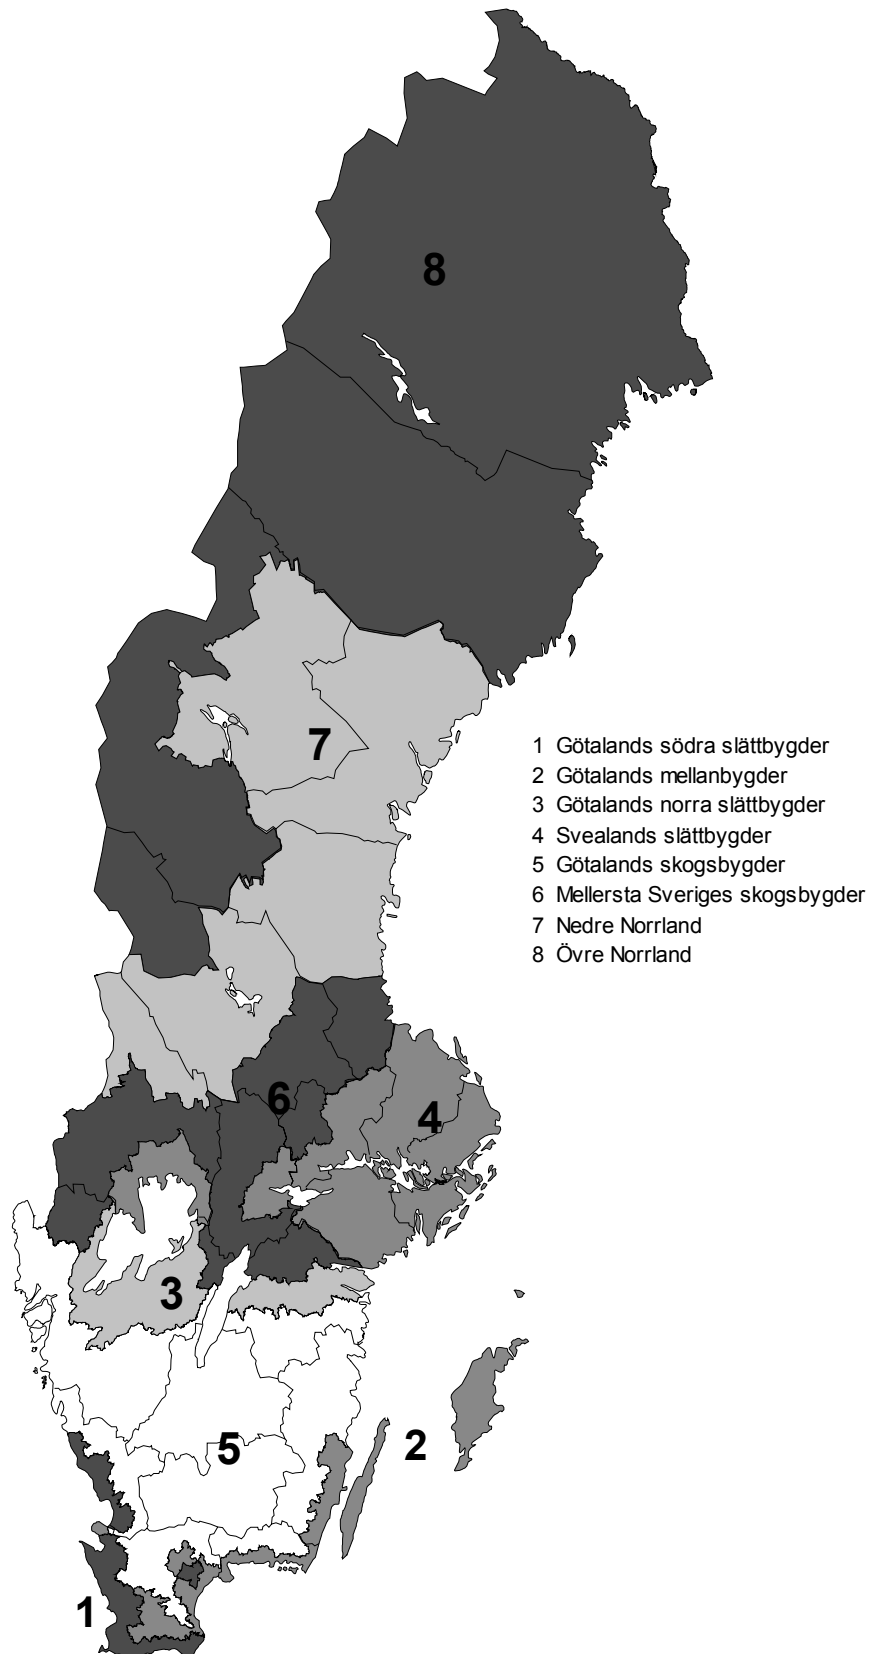 8
7
1 Götalands södra slättbygder
2 Götalands mellanbygder
3 Götalands norra slättbygder
4 Svealands slättbygder
5 Götalands skogsbygder
6 Mellersta Sveriges skogsbygder
7 Nedre Norrland
8 Övre Norrland
6
4
3
5
2
1